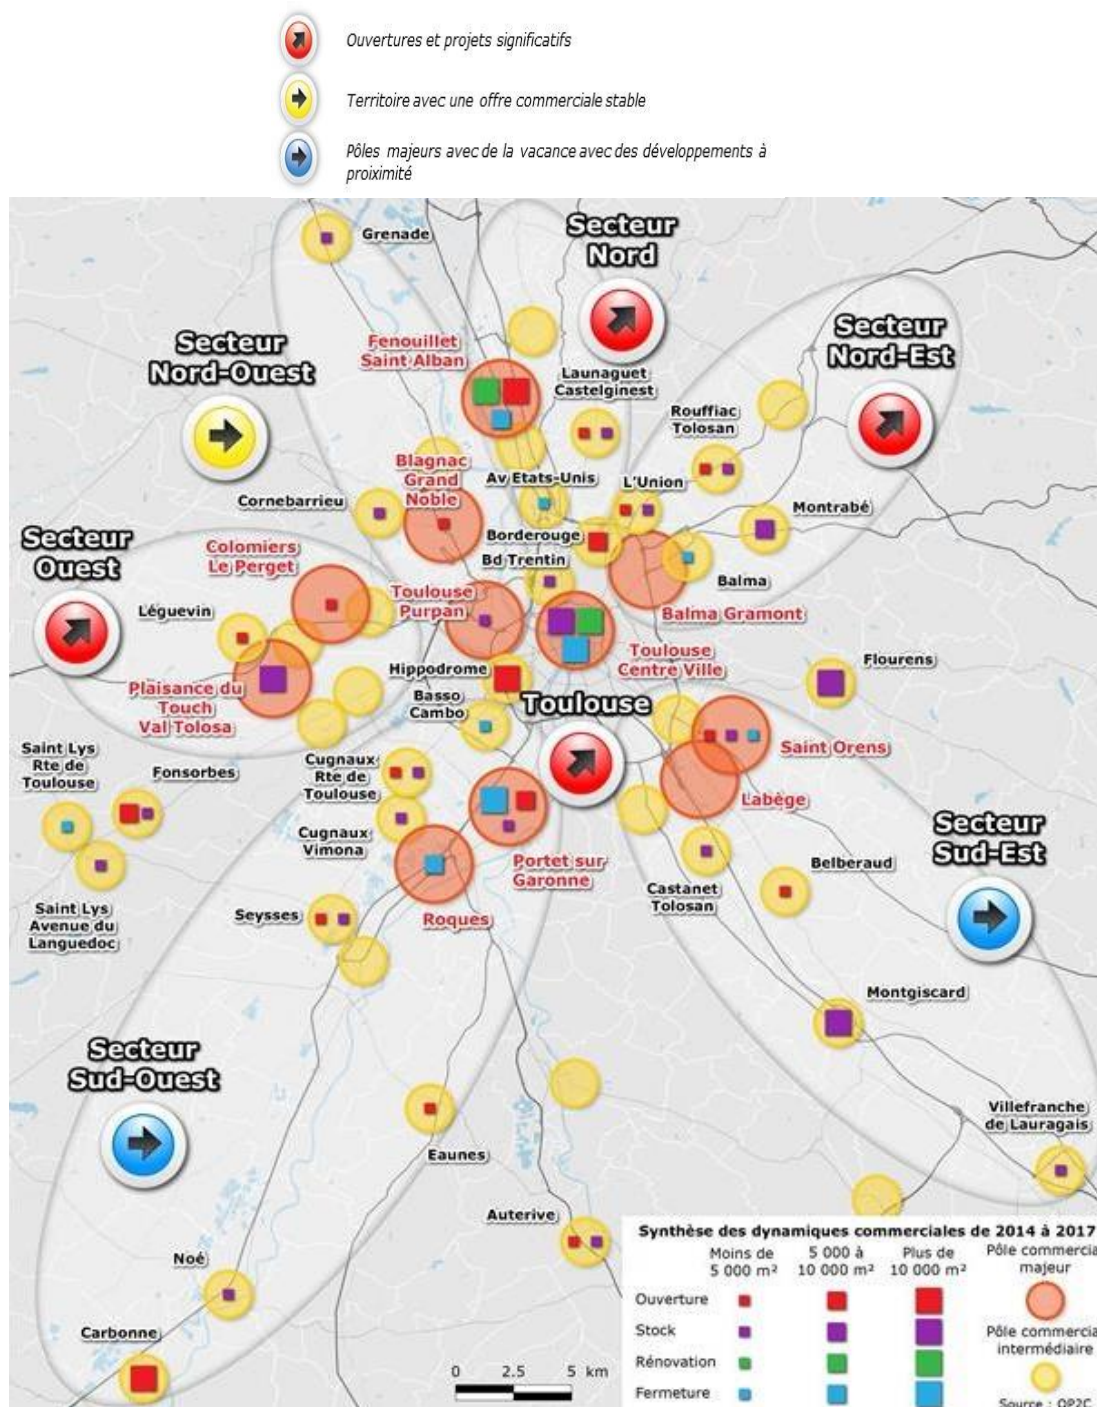 Ouvertures et projets significatifs
Territoire avec une offre commerciale stable
Pôles majeurs avec de la vacance avec des développements à
proiximité
Secteur
Nord
Grenade
Secteur
Nord-Est
Secteur
Nord-Ouest
Fenouillet
Saint Alban
Launaguet
Castelginest
Rouffiac
Tolosan
Blagnac
Grand
Noble
Av Etats-Unis
L'Union
Cornebarrieu
Montrabé
Secteur
Ouest
Colomiers
Le Perget
Borderouge
Bd Trentin
Balma
Léguevin
Toulouse
Purpan
Balma Gramont
Toulouse
Centre Ville
Hippodrome
Flourens
Plaisance du
Touch
Val Tolosa
Basso
Cambo
Toulouse
Saint Orens
Saint Lys
Rte de
Toulouse
Fonsorbes
Cugnaux
Rte de
Toulouse
Labège
Cugnaux
Vimona
Portet sur
Garonne
Secteur
Sud-Est
Belberaud
Castanet
Tolosan
Saint Lys
Avenue du
Languedoc
Seysses
Roques
Montgiscard
Secteur
Sud-Ouest
Villefranche
de Lauragais
Eaunes
Auterive
Noé
Carbonne
0 2.5 5 km
Synthèse des dynamiques commerciales de 2014 à 2017
Moins de
5 000 m²
5 000 à
10 000 m²
Plus de
10 000 m²
Pôle commercia
majeur
Ouverture
Stock
Pôle commercia
intermédiaire
Rénovation
Fermeture
Source : OP2C